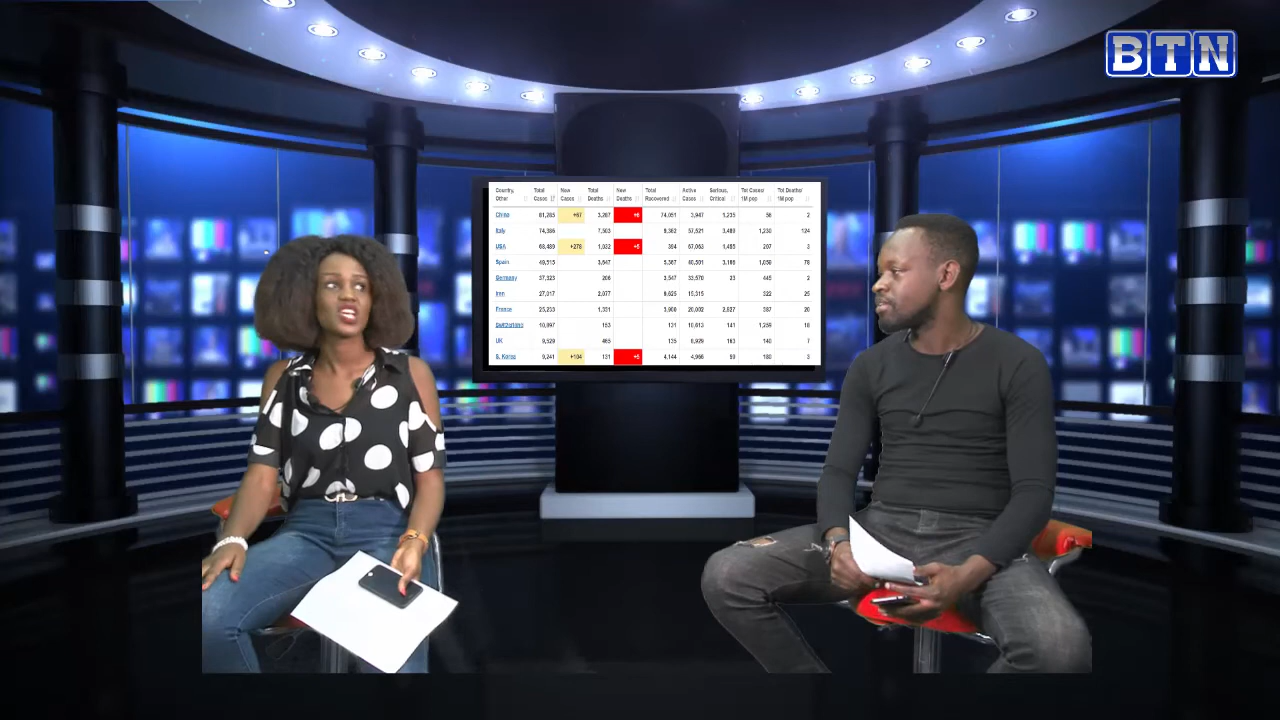 BTN
Country, Other Total Cases New Cases Total Deaths New Deaths Total Recovered Active Cases Serious, Critical Tot Cases/ 1M pop Tot Deaths/ 1M pop
China 81,285 +67 3,287 +6 74,051 3,947 1,235 56 2
Italy 74,386 7,503 9,362 57,521 3,489 1,230 124
USA 68,489 +278 1,032 +5 394 67,063 1,455 207 3
Spain 49,515 3,647 5,367 40,501 3,166 1,059 78
Germany 37,323 206 3,547 33,570 23 445 2
Iran 27,017 2,077 9,625 15,315 322 25
France 25,233 1,331 3,900 20,002 2,827 387 20
Switzerland 10,897 153 131 10,613 141 1,259 18
UK 9,529 465 135 8,929 163 140 7
S. Korea 9,241 +104 131 +5 4,144 4,966 59 180 3